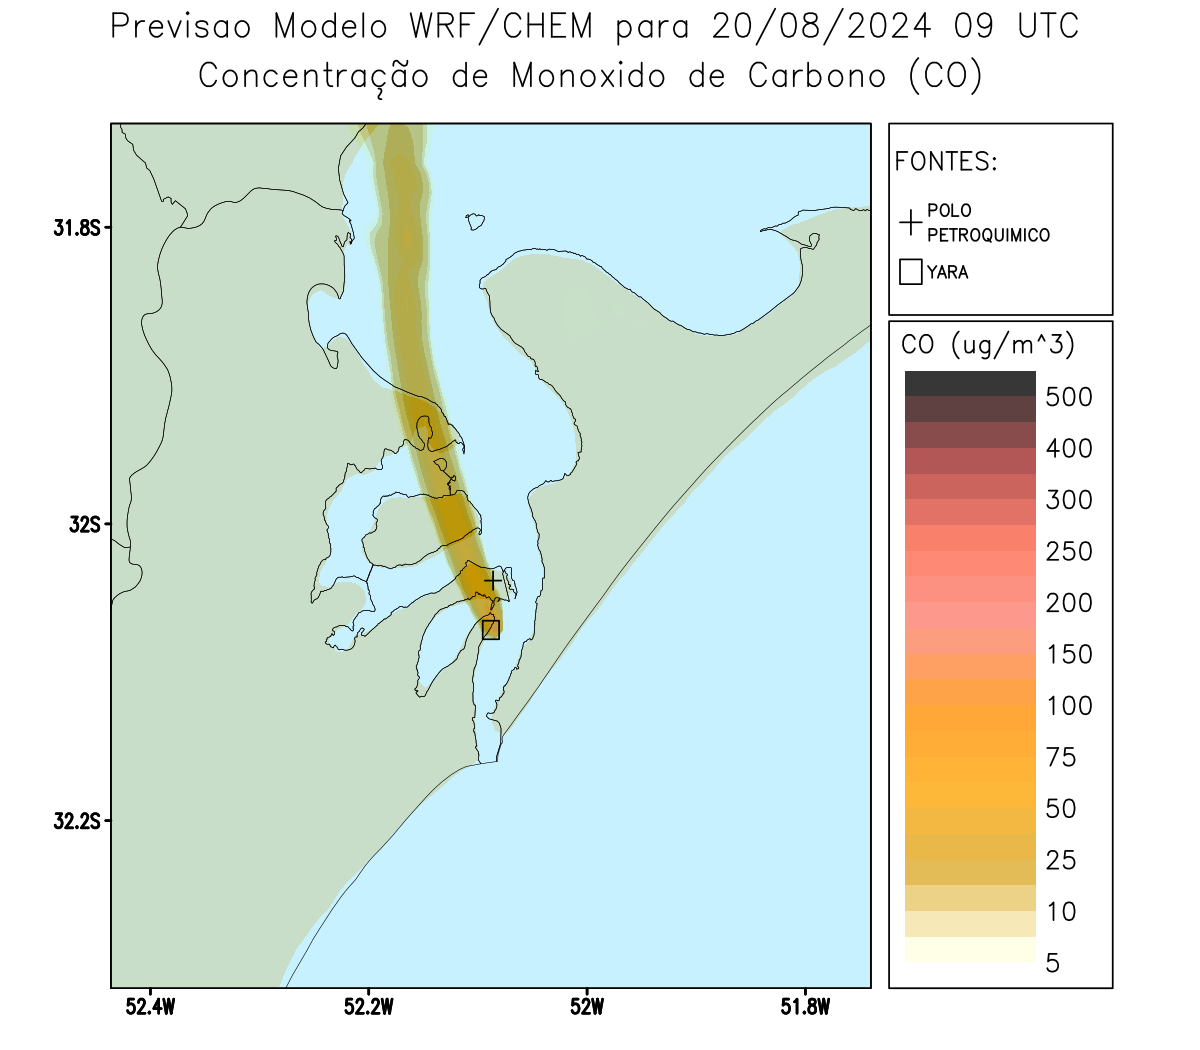 Previsao Modelo WRF/CHEM para 20/08/2024 09 UTC
Concentração de Monoxido de Carbono (CO)
FONTES:
POLO
PETROQUIMICO
YARA
CO (ug/m^3)
500
400
300
250
200
150
100
75
50
25
10
5
31.8S
32S
32.2S
52.4W
52.2W
52W
51.8W